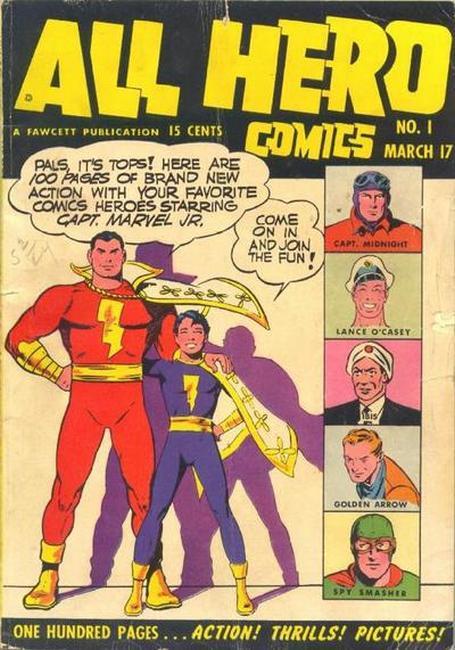 ALL HERO
COMICS
A FAWCETT PUBLICATION 15 CENTS
NO. 1
MARCH 17
PALS, IT'S TOPS! HERE ARE
100 PAGES OF BRAND NEW
ACTION WITH YOUR FAVORITE
COMICS HEROES STARRING
CAPT. MARVEL JR.
COME
ON IN
AND JOIN
THE FUN!
CAPT. MIDNIGHT
LANCE O'CASEY
IBIS
GOLDEN ARROW
SPY SMASHER
ONE HUNDRED PAGES... ACTION! THRILLS! PICTURES!